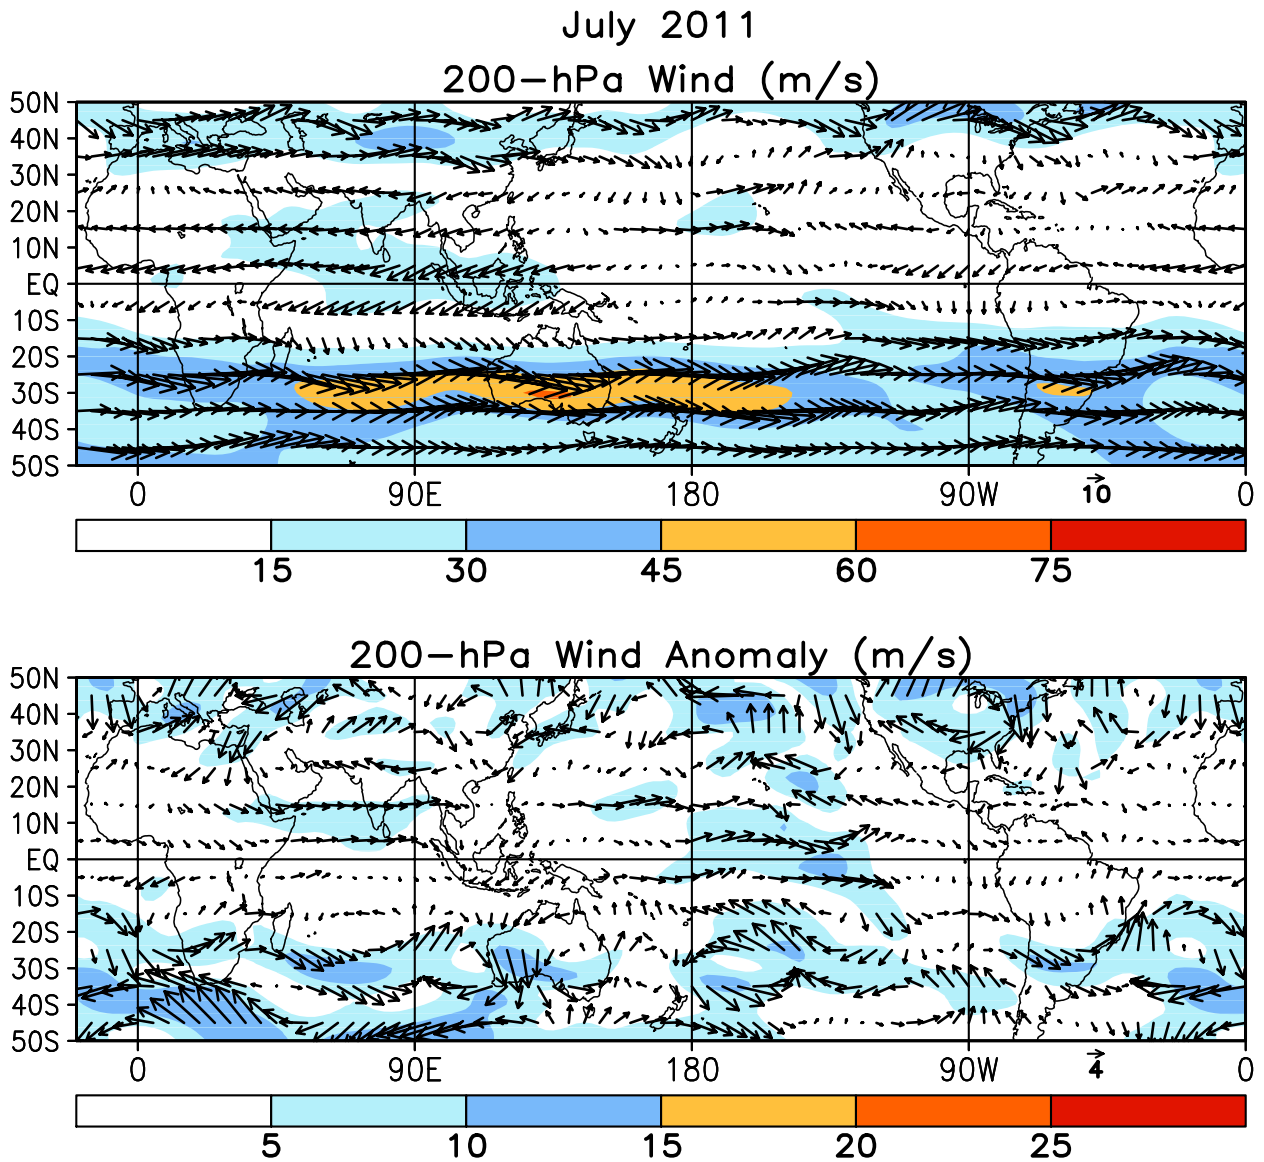 July 2011
200-hPa Wind (m/s)
50N
40N
30N
20N
10N
EQ
10S
20S
30S
40S
50S
0 90E 180 90W 10 0
15 30 45 60 75
200-hPa Wind Anomaly (m/s)
50N
40N
30N
20N
10N
EQ
10S
20S
30S
40S
50S
0 90E 180 90W 4 0
5 10 15 20 25